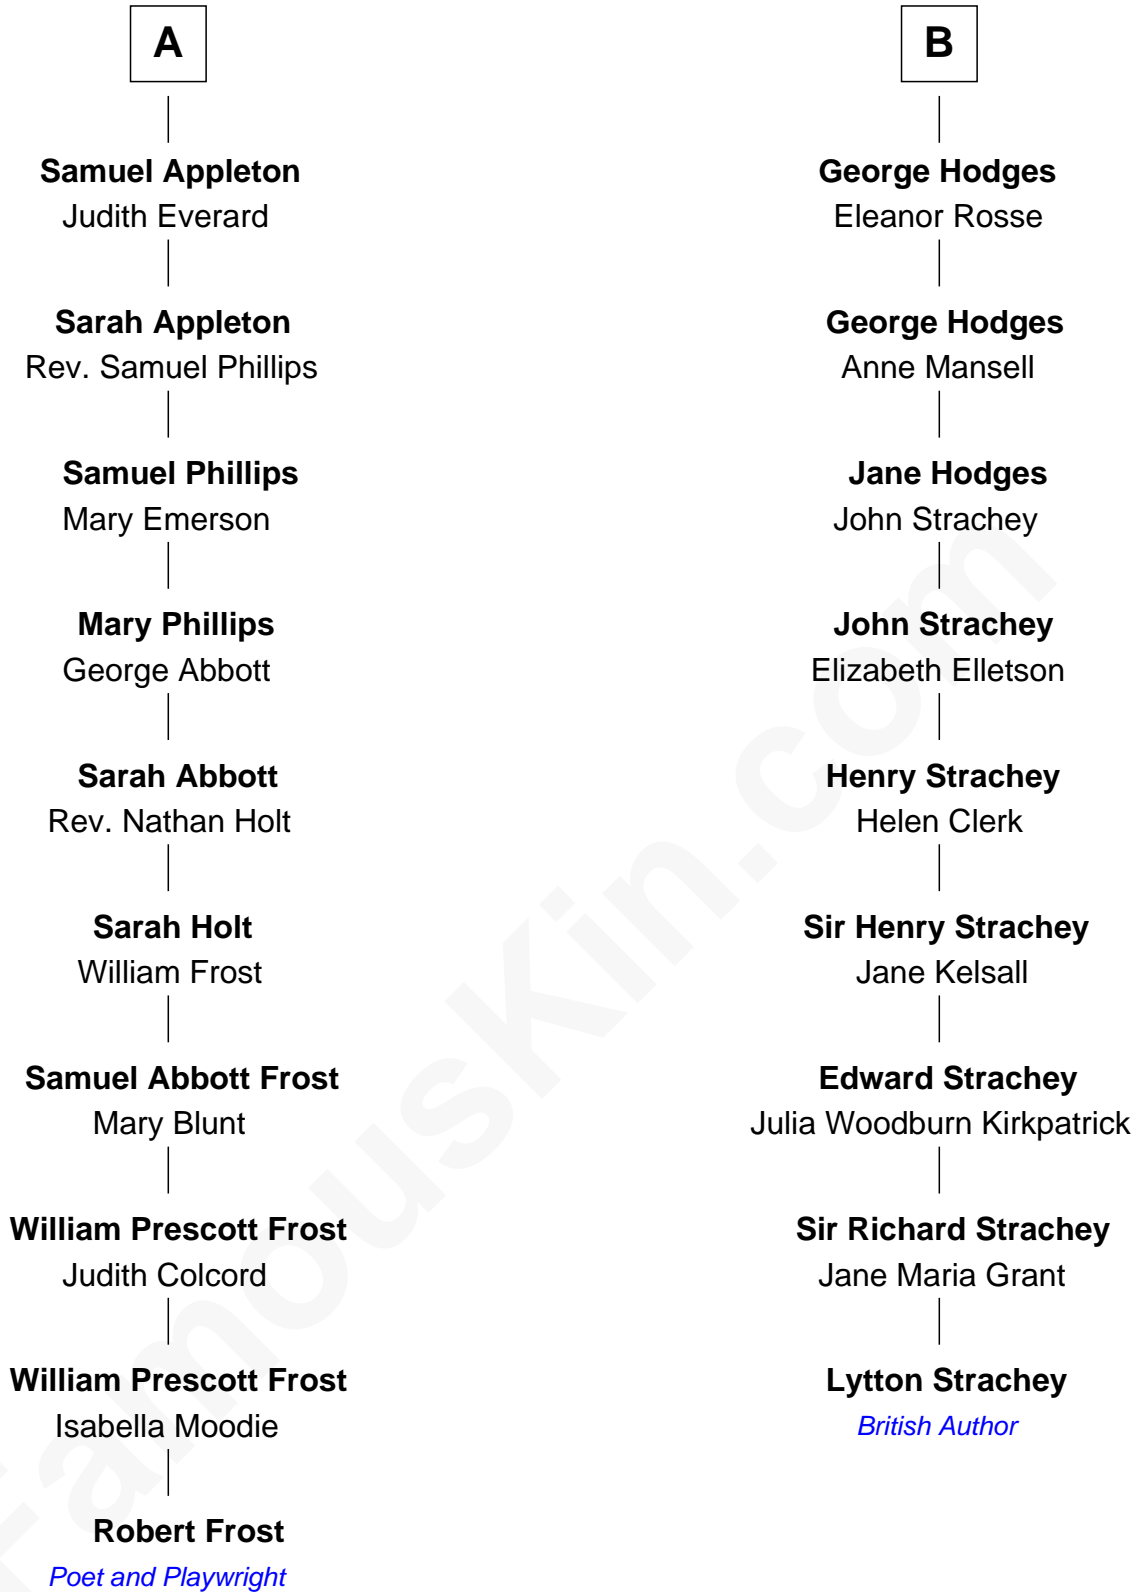 A
Samuel Appleton
Judith Everard
Sarah Appleton
Rev. Samuel Phillips
Samuel Phillips
Mary Emerson
Mary Phillips
George Abbott
Sarah Abbott
Rev. Nathan Holt
Sarah Holt
William Frost
Samuel Abbott Frost
Mary Blunt
William Prescott Frost
Judith Colcord
William Prescott Frost
Isabella Moodie
Robert Frost
Poet and Playwright
B
George Hodges
Eleanor Rosse
George Hodges
Anne Mansell
Jane Hodges
John Strachey
John Strachey
Elizabeth Elletson
Henry Strachey
Helen Clerk
Sir Henry Strachey
Jane Kelsall
Edward Strachey
Julia Woodburn Kirkpatrick
Sir Richard Strachey
Jane Maria Grant
Lytton Strachey
British Author
FamousKin.com